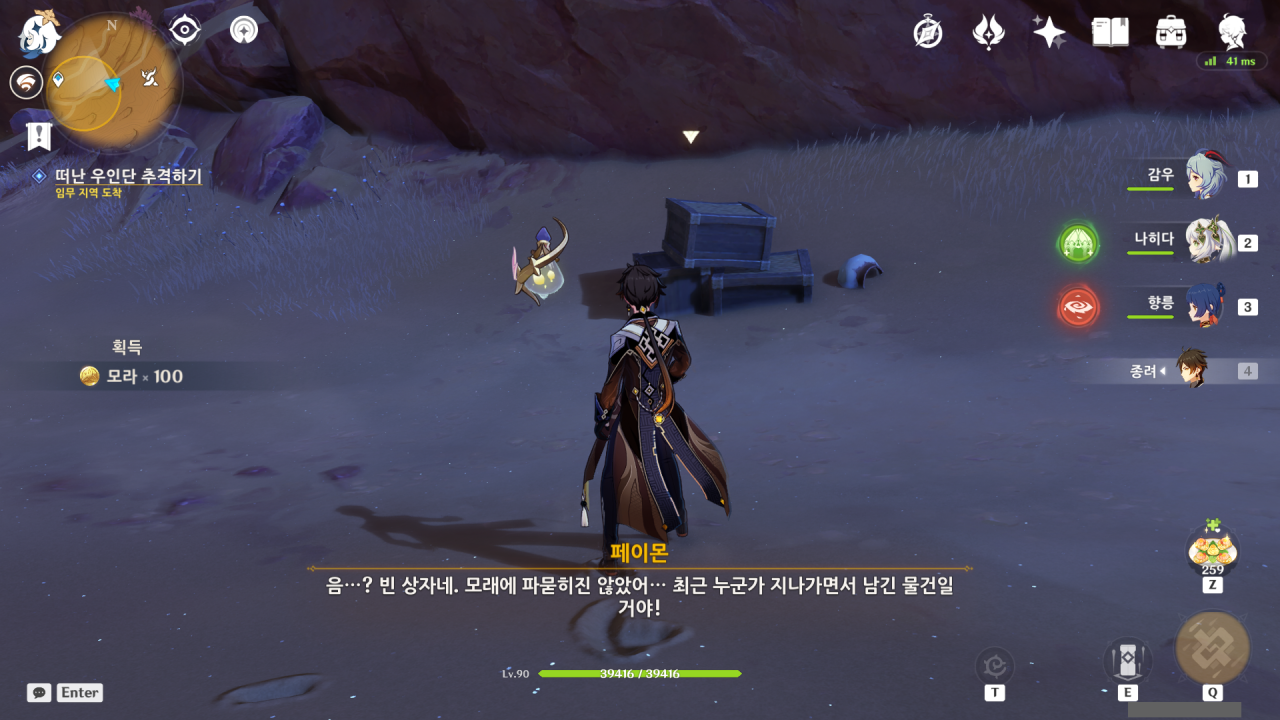 N
41 ms
떠난 우인단 추격하기
임무 지역 도착
감우 1
나히다 2
향릉 3
종려 4
획득
모라 × 100
페이몬
음…? 빈 상자네. 모래에 파묻히진 않았어… 최근 누군가 지나가면서 남긴 물건일
거야!
259
Z
Lv.90 39416 / 39416
Enter
T E Q